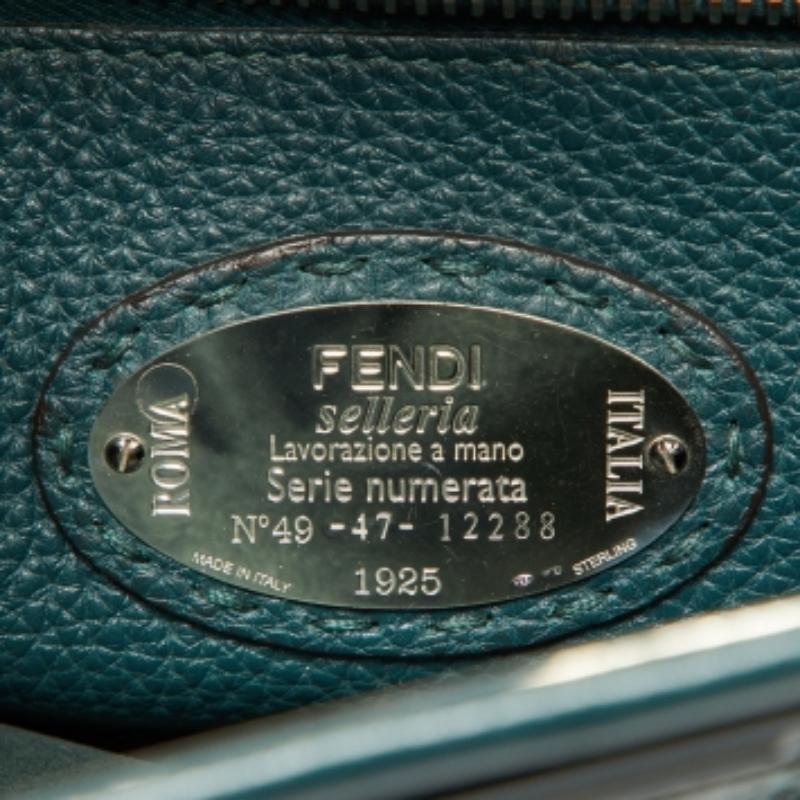 FENDI
selleria
Lavorazione a mano
Serie numerata
N°49 -47- 12288
1925
ROMA
ITALIA
MADE IN ITALY
STERLING